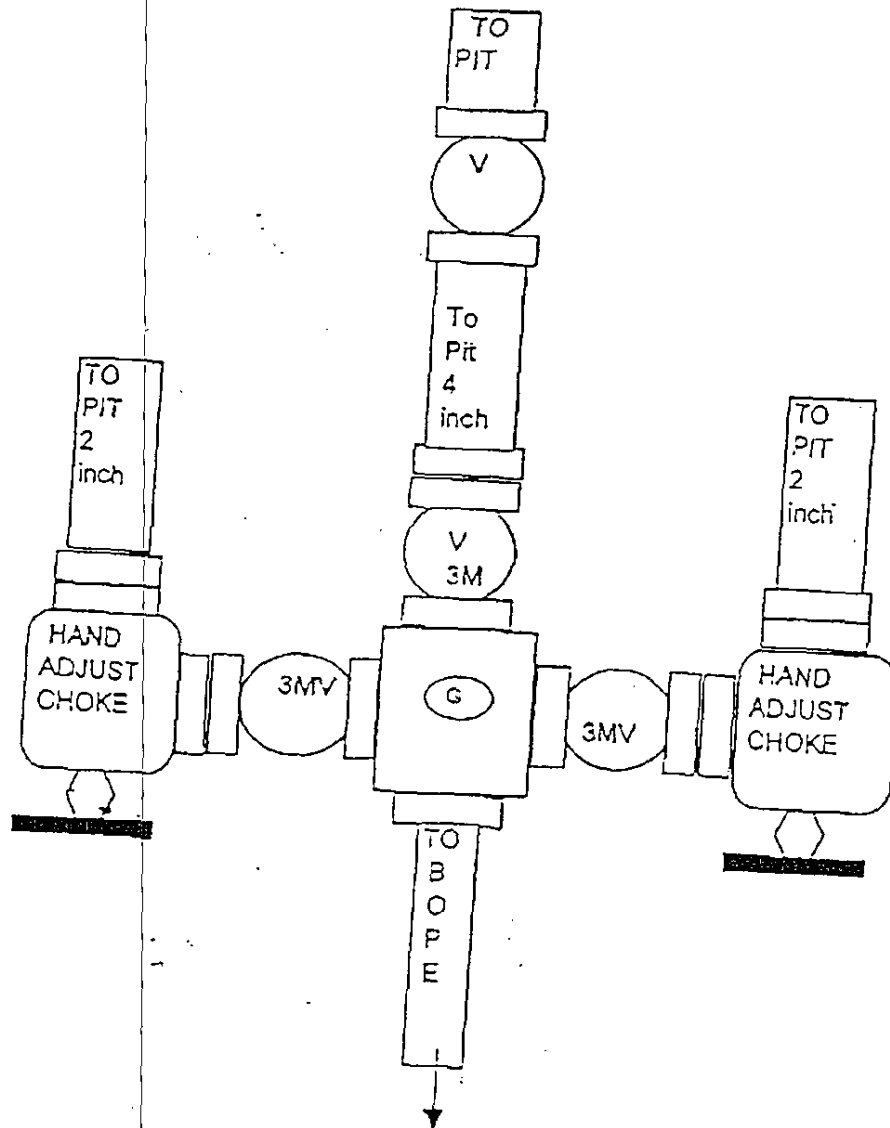 TO
PIT
V
To
Pit
4
inch
TO
PIT
2
inch
TO
PIT
2
inch
V
3M
HAND
ADJUST
CHOKE
3MV
G
3MV
HAND
ADJUST
CHOKE
TO
B
O
P
E